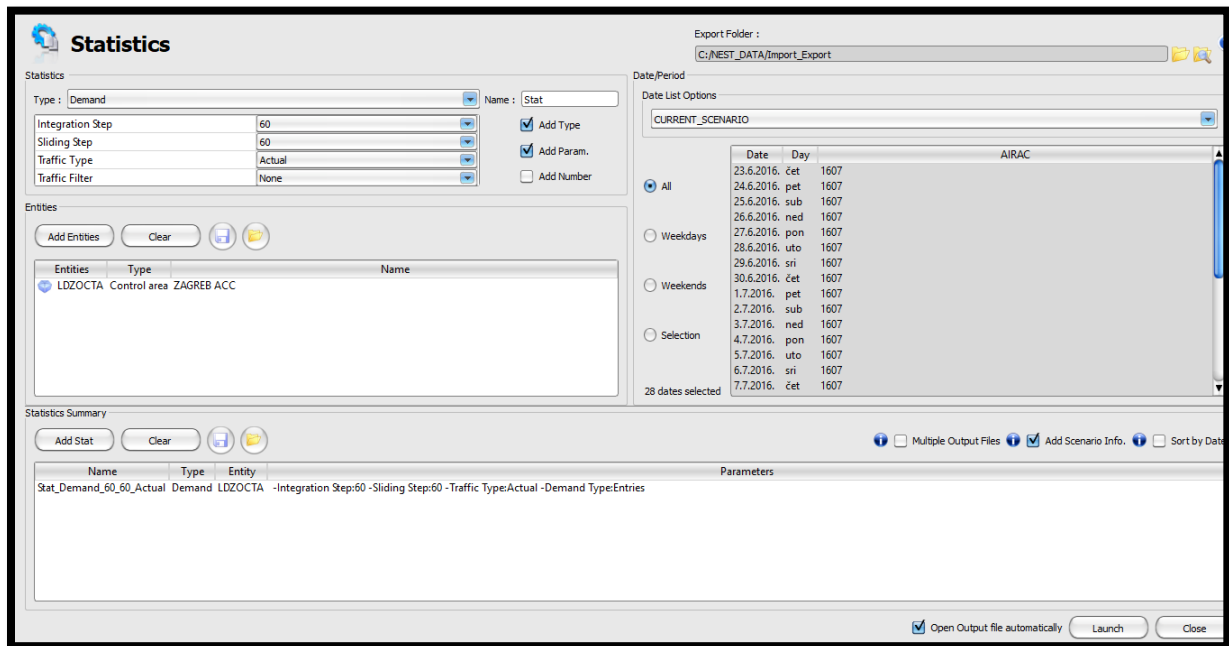 Statistics
Export Folder :
C:/NEST_DATA/Import_Export
Statistics
Type : Demand Name : Stat
Integration Step 60 Add Type
Sliding Step 60
Traffic Type Actual Add Param.
Traffic Filter None Add Number
Entities
Add Entities Clear
Entities Type Name
LDZOCTA Control area ZAGREB ACC
Date/Period
Date List Options
CURRENT_SCENARIO
All
Weekdays
Weekends
Selection
28 dates selected
Date Day AIRAC
23.6.2016. čet 1607
24.6.2016. pet 1607
25.6.2016. sub 1607
26.6.2016. ned 1607
27.6.2016. pon 1607
28.6.2016. uto 1607
29.6.2016. sri 1607
30.6.2016. čet 1607
1.7.2016. pet 1607
2.7.2016. sub 1607
3.7.2016. ned 1607
4.7.2016. pon 1607
5.7.2016. uto 1607
6.7.2016. sri 1607
7.7.2016. čet 1607
Statistics Summary
Add Stat Clear Multiple Output Files Add Scenario Info. Sort by Date
Name Type Entity Parameters
Stat_Demand_60_60_Actual Demand LDZOCTA -Integration Step:60 -Sliding Step:60 -Traffic Type:Actual -Demand Type:Entries
Open Output file automatically Launch Close